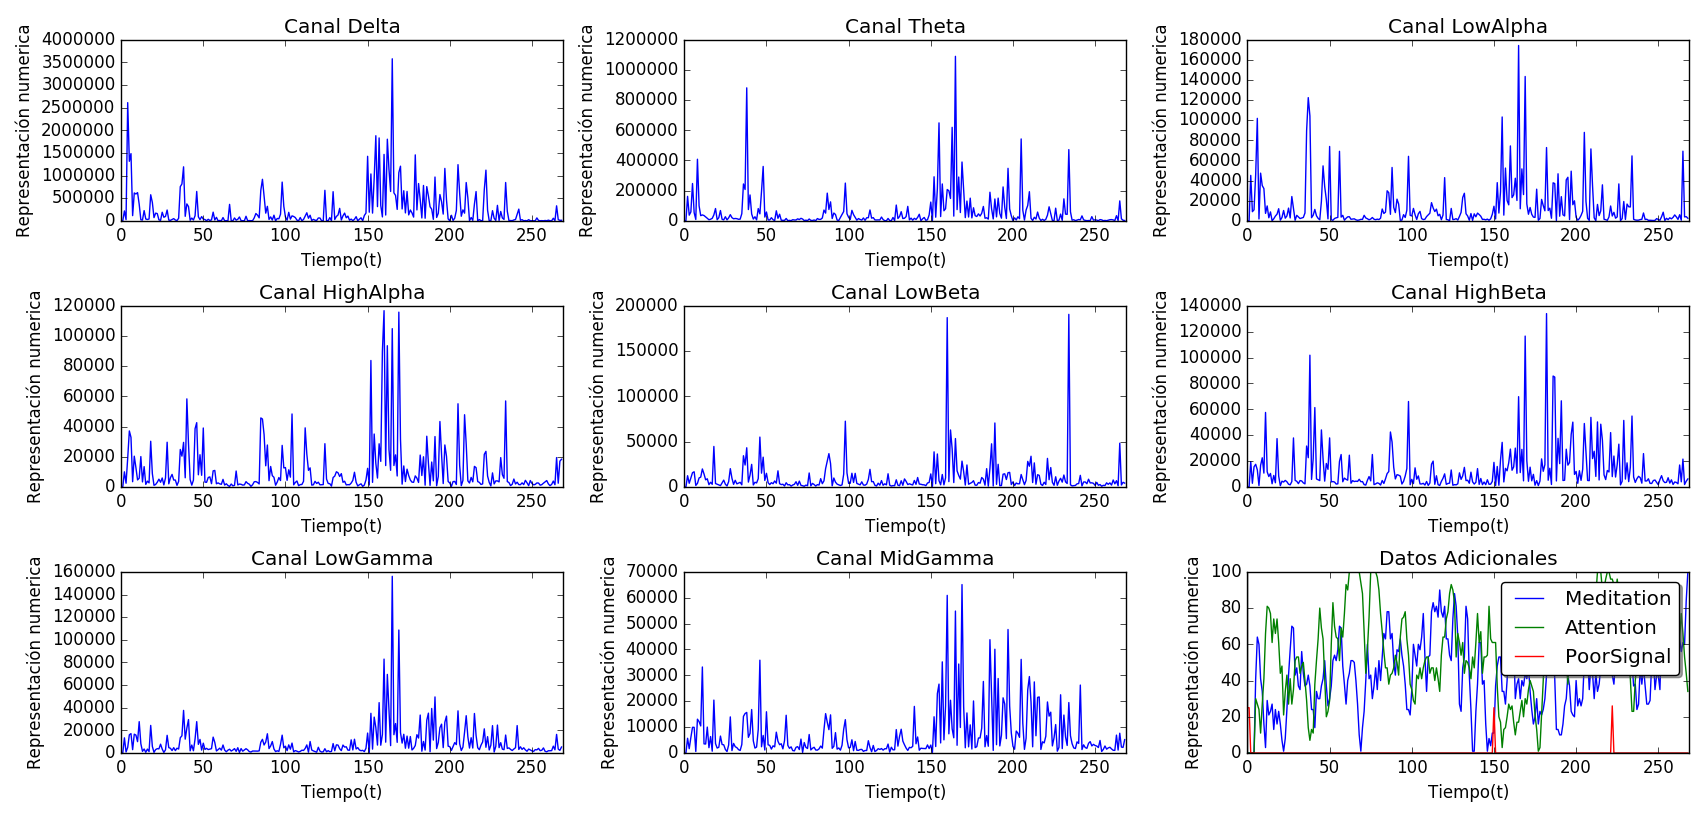 Canal Delta
Representación numerica
4000000
3500000
3000000
2500000
2000000
1500000
1000000
500000
0
0 50 100 150 200 250
Tiempo(t)
Canal Theta
Representación numerica
1200000
1000000
800000
600000
400000
200000
0
0 50 100 150 200 250
Tiempo(t)
Canal LowAlpha
Representación numerica
180000
160000
140000
120000
100000
80000
60000
40000
20000
0
0 50 100 150 200 250
Tiempo(t)
Canal HighAlpha
Representación numerica
120000
100000
80000
60000
40000
20000
0
0 50 100 150 200 250
Tiempo(t)
Canal LowBeta
Representación numerica
200000
150000
100000
50000
0
0 50 100 150 200 250
Tiempo(t)
Canal HighBeta
Representación numerica
140000
120000
100000
80000
60000
40000
20000
0
0 50 100 150 200 250
Tiempo(t)
Canal LowGamma
Representación numerica
160000
140000
120000
100000
80000
60000
40000
20000
0
0 50 100 150 200 250
Tiempo(t)
Canal MidGamma
Representación numerica
70000
60000
50000
40000
30000
20000
10000
0
0 50 100 150 200 250
Tiempo(t)
Datos Adicionales
Representación numerica
100
80
60
40
20
0
0 50 100 150 200 250
Tiempo(t)
Meditation
Attention
PoorSignal